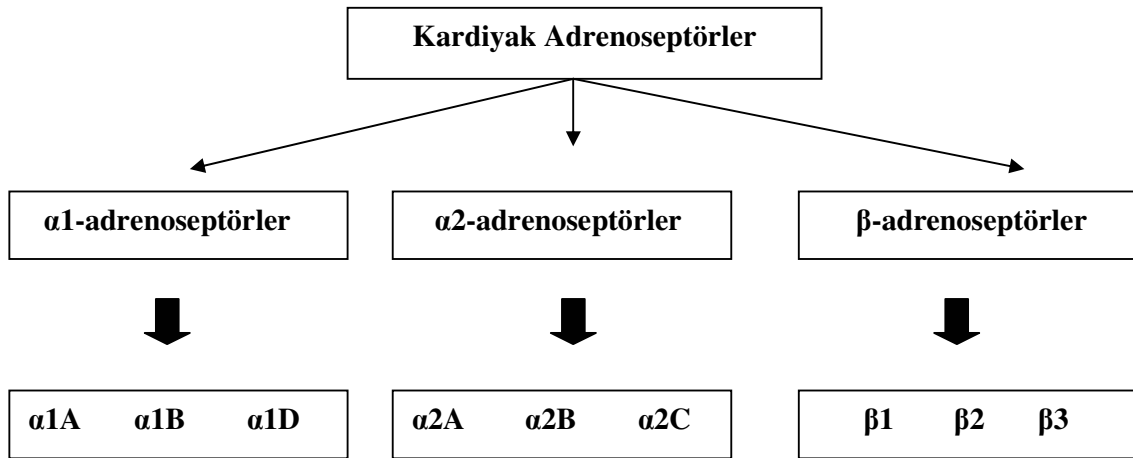 Kardiyak Adrenoseptörler
α1-adrenoseptörler α2-adrenoseptörler β-adrenoseptörler
α1A α1B α1D α2A α2B α2C β1 β2 β3